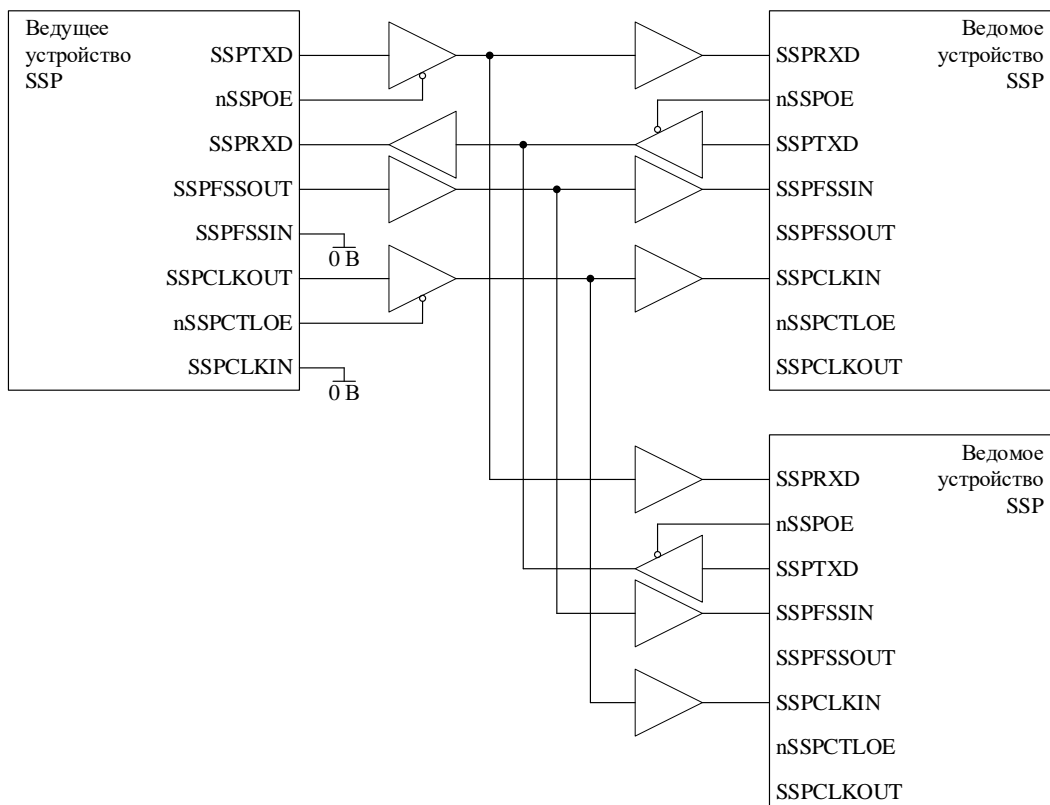 Ведущее
устройство
SSP
SSPTXD
nSSPOE
SSPRXD
SSPFSSOUT
SSPFSSIN
0 В
SSPCLKOUT
nSSPCTLOE
SSPCLKIN
0 В
Ведомое
устройство
SSP
SSPRXD
nSSPOE
SSPTXD
SSPFSSIN
SSPFSSOUT
SSPCLKIN
nSSPCTLOE
SSPCLKOUT
Ведомое
устройство
SSP
SSPRXD
nSSPOE
SSPTXD
SSPFSSIN
SSPFSSOUT
SSPCLKIN
nSSPCTLOE
SSPCLKOUT